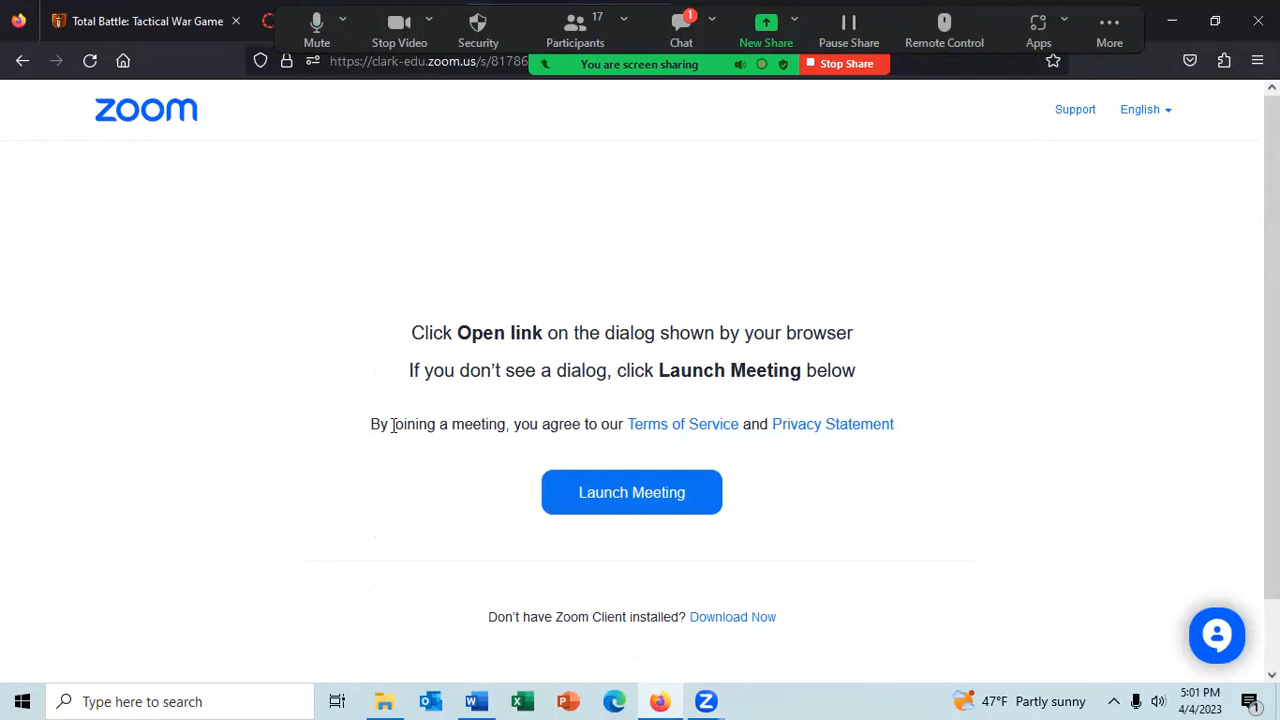 Total Battle: Tactical War Game
17
1
Mute
Stop Video
Security
Participants
Chat
New Share
Pause Share
Remote Control
Apps
More
https://dark-edu.zoom.us/s/81786
You are screen sharing
Stop Share
zoom
Support
English
Click Open link on the dialog shown by your browser
If you don't see a dialog, click Launch Meeting below
By joining a meeting, you agree to our Terms of Service and Privacy Statement
Launch Meeting
Don't have Zoom Client installed? Download Now
Type here to search
47°F Partly sunny
5:01 PM
4/4/2023
1